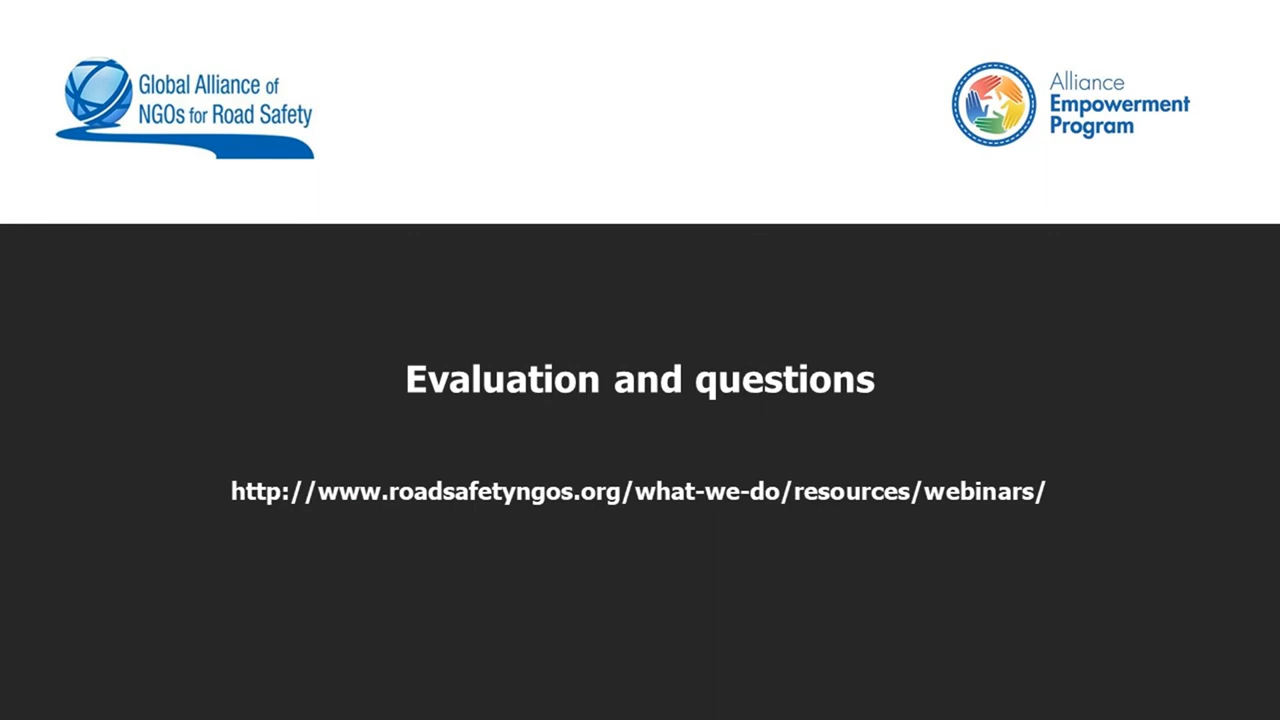 Global Alliance of
NGOs for Road Safety
Alliance
Empowerment
Program
Evaluation and questions
http://www.roadsafetyngos.org/what-we-do/resources/webinars/